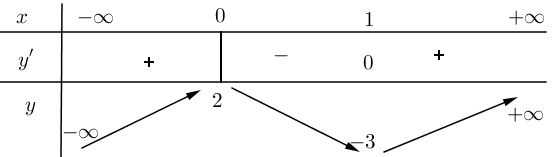 x −∞ 0 1 +∞
y′ + − 0 +
y −∞ 2 −3 +∞